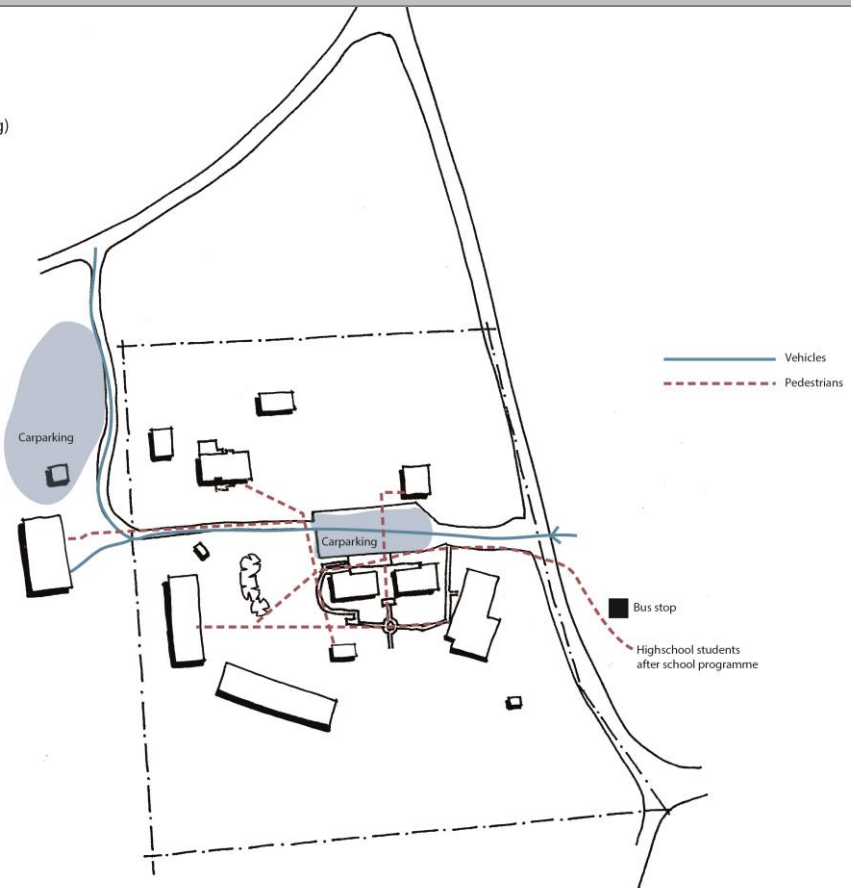 g)
Vehicles
Pedestrians
Carparking
Carparking
Bus stop
Highschool students
after school programme